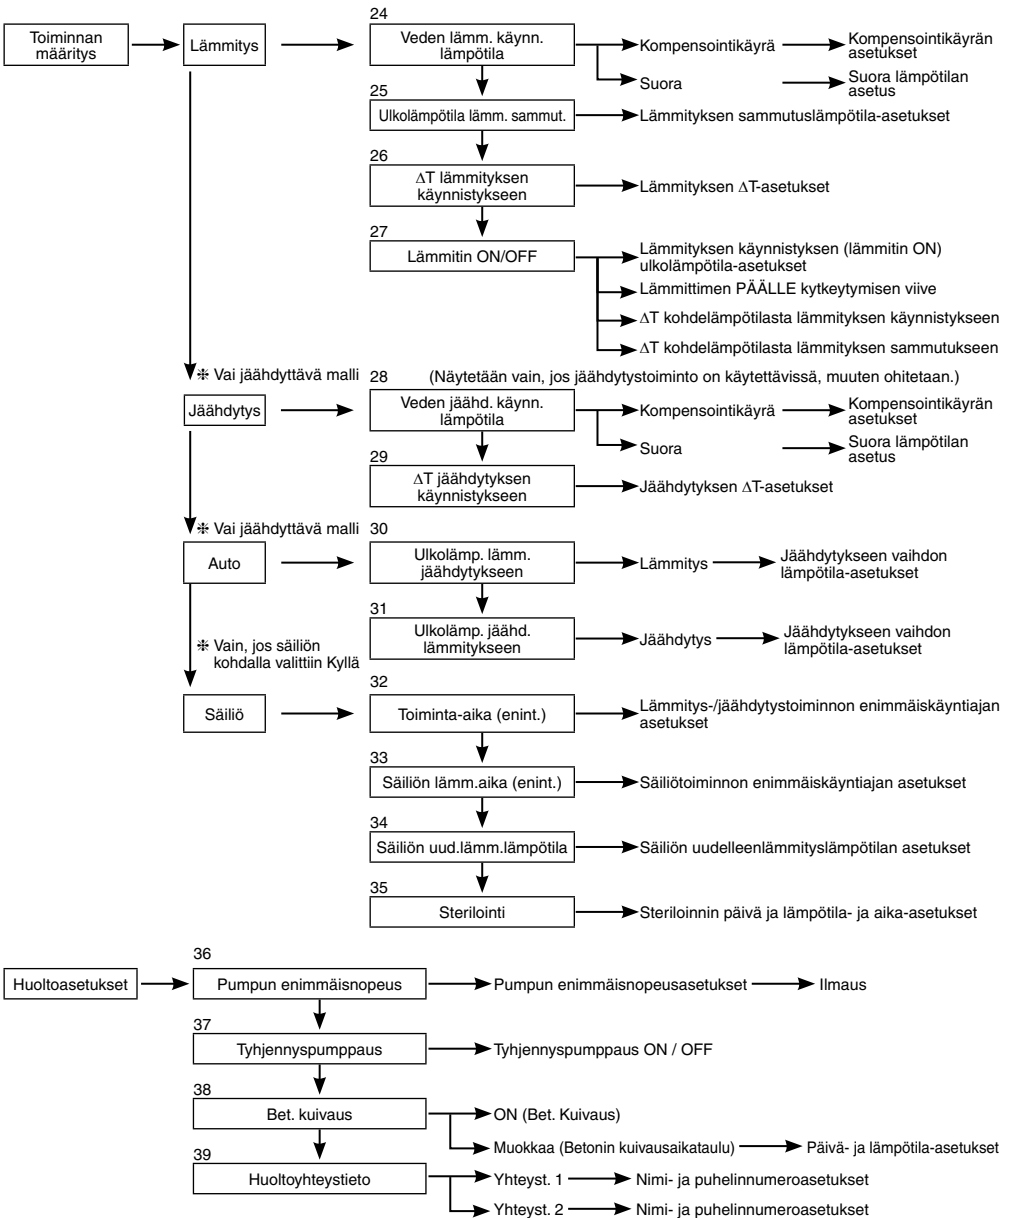 24
Toiminnan
määritys
Lämmitys
Veden lämm. käynn.
lämpötila
Kompensointikäyrä
Kompensointikäyrän
asetukset
Suora
Suora lämpötilan
asetus
25
Ulkolämpötila lämm. sammut.
Lämmityksen sammutuslämpötila-asetukset
26
ΔT lämmityksen
käynnistykseen
Lämmityksen ΔT-asetukset
27
Lämmitin ON/OFF
Lämmityksen käynnistyksen (lämmitin ON)
ulkolämpötila-asetukset
Lämmittimen PÄÄLLE kytkeytymisen viive
ΔT kohdelämpötilasta lämmityksen käynnistykseen
ΔT kohdelämpötilasta lämmityksen sammutukseen
❈ Vai jäähdyttävä malli
28
(Näytetään vain, jos jäähdytystoiminto on käytettävissä, muuten ohitetaan.)
Jäähdytys
Veden jäähd. käynn.
lämpötila
Kompensointikäyrä
Kompensointikäyrän
asetukset
Suora
Suora lämpötilan
asetus
29
ΔT jäähdytyksen
käynnistykseen
Jäähdytyksen ΔT-asetukset
❈ Vai jäähdyttävä malli
30
Auto
Ulkolämp. lämm.
jäähdytykseen
Lämmitys
Jäähdytykseen vaihdon
lämpötila-asetukset
31
Ulkolämp. jäähd.
lämmitykseen
Jäähdytys
Jäähdytykseen vaihdon
lämpötila-asetukset
❈ Vain, jos säiliön
kohdalla valittiin Kyllä
32
Säiliö
Toiminta-aika (enint.)
Lämmitys-/jäähdytystoiminnon enimmäiskäyntiajan
asetukset
33
Säiliön lämm.aika (enint.)
Säiliötoiminnon enimmäiskäyntiajan asetukset
34
Säiliön uud.lämm.lämpötila
Säiliön uudelleenlämmityslämpötilan asetukset
35
Sterilointi
Steriloinnin päivä ja lämpötila- ja aika-asetukset
36
Huoltoasetukset
Pumpun enimmäisnopeus
Pumpun enimmäisnopeusasetukset
Ilmaus
37
Tyhjennyspumppaus
Tyhjennyspumppaus ON / OFF
38
Bet. kuivaus
ON (Bet. Kuivaus)
Muokkaa (Betonin kuivausaikataulu)
Päivä- ja lämpötila-asetukset
39
Huoltoyhteystieto
Yhteyst. 1
Nimi- ja puhelinnumeroasetukset
Yhteyst. 2
Nimi- ja puhelinnumeroasetukset